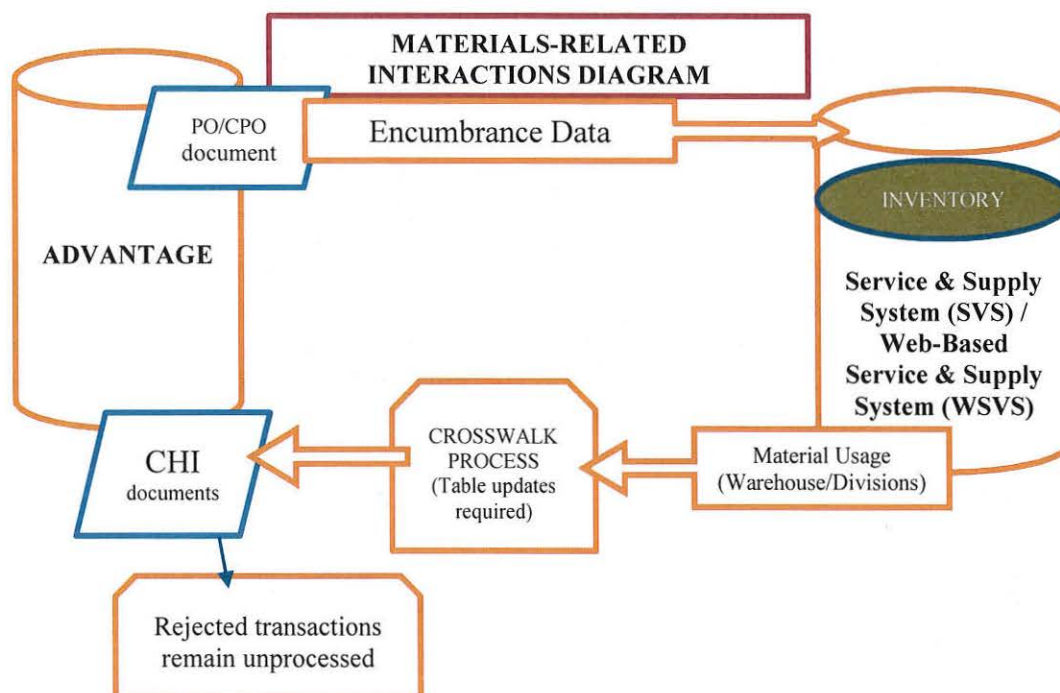 MATERIALS-RELATED
INTERACTIONS DIAGRAM
PO/CPO
document
Encumbrance Data
INVENTORY
ADVANTAGE
Service & Supply
System (SVS) /
Web-Based
Service & Supply
System (WSVS)
CHI
documents
CROSSWALK
PROCESS
(Table updates
required)
Material Usage
(Warehouse/Divisions)
Rejected transactions
remain unprocessed